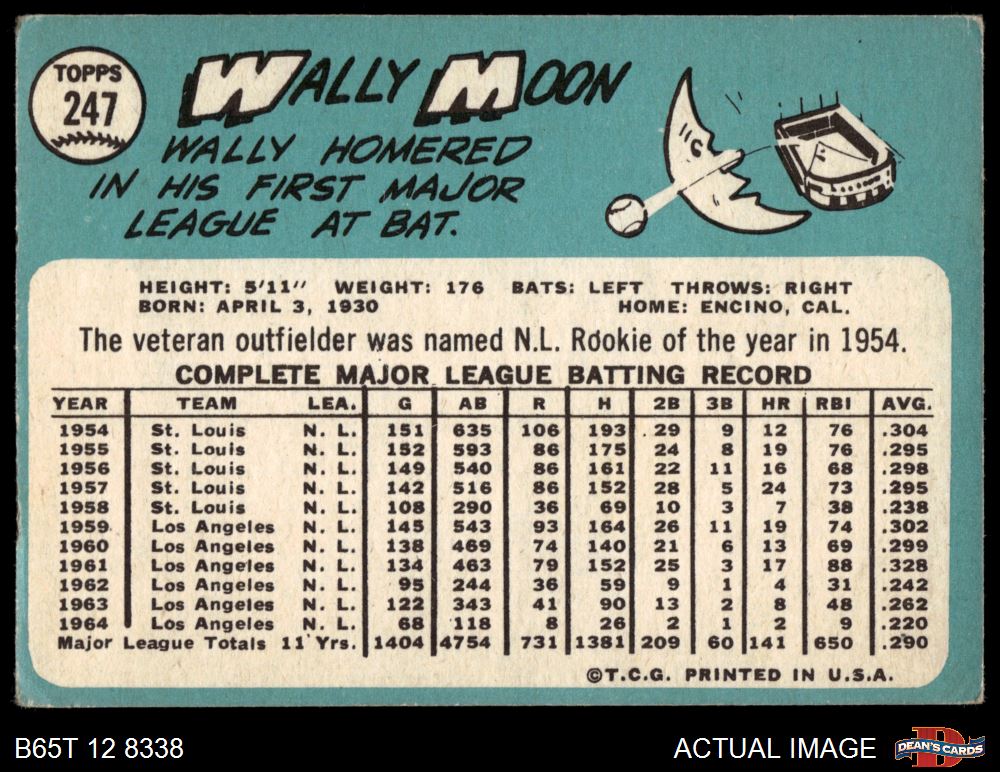 TOPPS
247
WALLY MOON
WALLY HOMERED
IN HIS FIRST MAJOR
LEAGUE AT BAT.
HEIGHT: 5'11" WEIGHT: 176 BATS: LEFT THROWS: RIGHT
BORN: APRIL 3, 1930 HOME: ENCINO, CAL.
The veteran outfielder was named N.L. Rookie of the year in 1954.
COMPLETE MAJOR LEAGUE BATTING RECORD
YEAR TEAM LEA. G AB R H 2B 3B HR RBI AVG.
1954 St. Louis N. L. 151 635 106 193 29 9 12 76 .304
1955 St. Louis N. L. 152 593 86 175 24 8 19 76 .295
1956 St. Louis N. L. 149 540 86 161 22 11 16 68 .298
1957 St. Louis N. L. 142 516 86 152 28 5 24 73 .295
1958 St. Louis N. L. 108 290 36 69 10 3 7 38 .238
1959 Los Angeles N. L. 145 543 93 164 26 11 19 74 .302
1960 Los Angeles N. L. 138 469 74 140 21 6 13 69 .299
1961 Los Angeles N. L. 134 463 79 152 25 3 17 88 .328
1962 Los Angeles N. L. 95 244 36 59 9 1 4 31 .242
1963 Los Angeles N. L. 122 343 41 90 13 2 8 48 .262
1964 Los Angeles N. L. 68 118 8 26 2 1 2 9 .220
Major League Totals 11 Yrs. 1404 4754 731 1381 209 60 141 650 .290
©T.C.G. PRINTED IN U.S.A.
B65T 12 8338 ACTUAL IMAGE DEAN'S CARDS